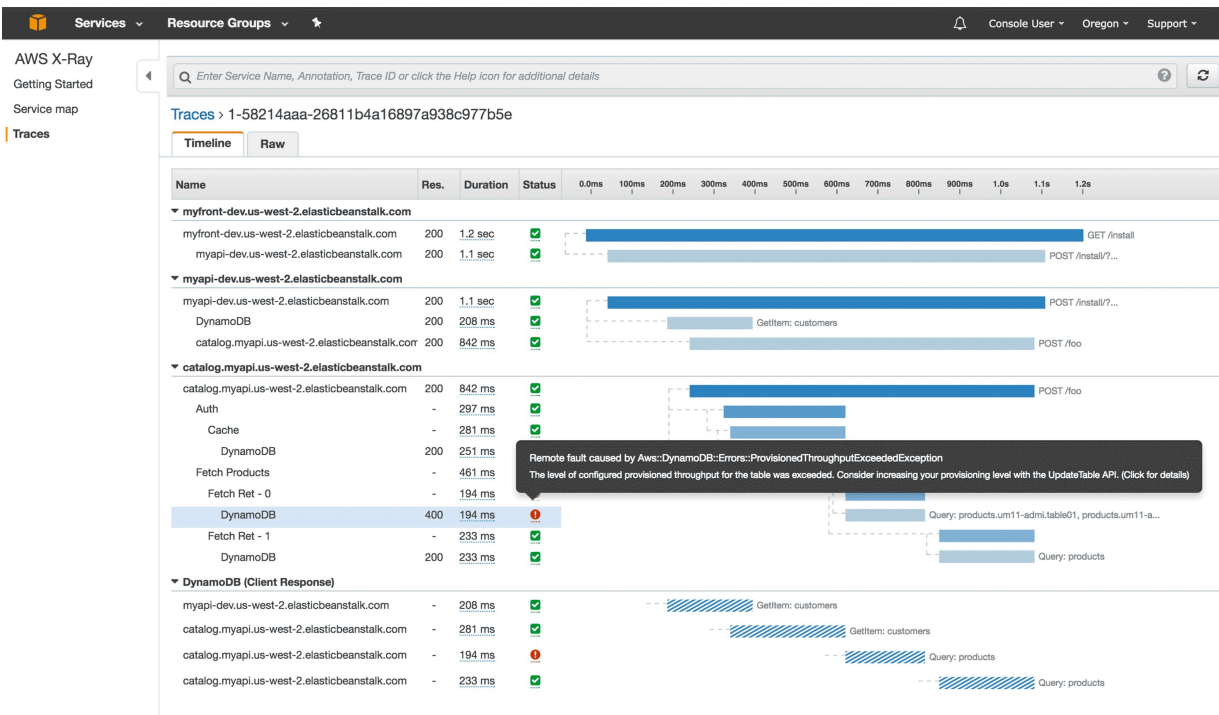 Services Resource Groups Console User Oregon Support
AWS X-Ray
Getting Started
Service map
Traces
Enter Service Name, Annotation, Trace ID or click the Help icon for additional details ?
Traces > 1-58214aaa-26811b4a16897a938c977b5e
Timeline Raw
Name Res. Duration Status 0.0ms 100ms 200ms 300ms 400ms 500ms 600ms 700ms 800ms 900ms 1.0s 1.1s 1.2s
myfront-dev.us-west-2.elasticbeanstalk.com
myfront-dev.us-west-2.elasticbeanstalk.com 200 1.2 sec GET /install
myapi-dev.us-west-2.elasticbeanstalk.com 200 1.1 sec POST /install/?...
myapi-dev.us-west-2.elasticbeanstalk.com
myapi-dev.us-west-2.elasticbeanstalk.com 200 1.1 sec POST /install/?...
DynamoDB 200 208 ms GetItem: customers
catalog.myapi.us-west-2.elasticbeanstalk.com 200 842 ms POST /foo
catalog.myapi.us-west-2.elasticbeanstalk.com
catalog.myapi.us-west-2.elasticbeanstalk.com 200 842 ms POST /foo
Auth - 297 ms
Cache - 281 ms
DynamoDB 200 251 ms
Remote fault caused by Aws::DynamoDB::Errors::ProvisionedThroughputExceededException
The level of configured provisioned throughput for the table was exceeded. Consider increasing your provisioning level with the UpdateTable API. (Click for details)
Fetch Products - 461 ms
Fetch Ret - 0 - 194 ms
DynamoDB 400 194 ms ! Query: products.um11-admi.table01, products.um11-a...
Fetch Ret - 1 - 233 ms
DynamoDB 200 233 ms Query: products
DynamoDB (Client Response)
myapi-dev.us-west-2.elasticbeanstalk.com - 208 ms GetItem: customers
catalog.myapi.us-west-2.elasticbeanstalk.com - 281 ms GetItem: customers
catalog.myapi.us-west-2.elasticbeanstalk.com - 194 ms ! Query: products
catalog.myapi.us-west-2.elasticbeanstalk.com - 233 ms Query: products